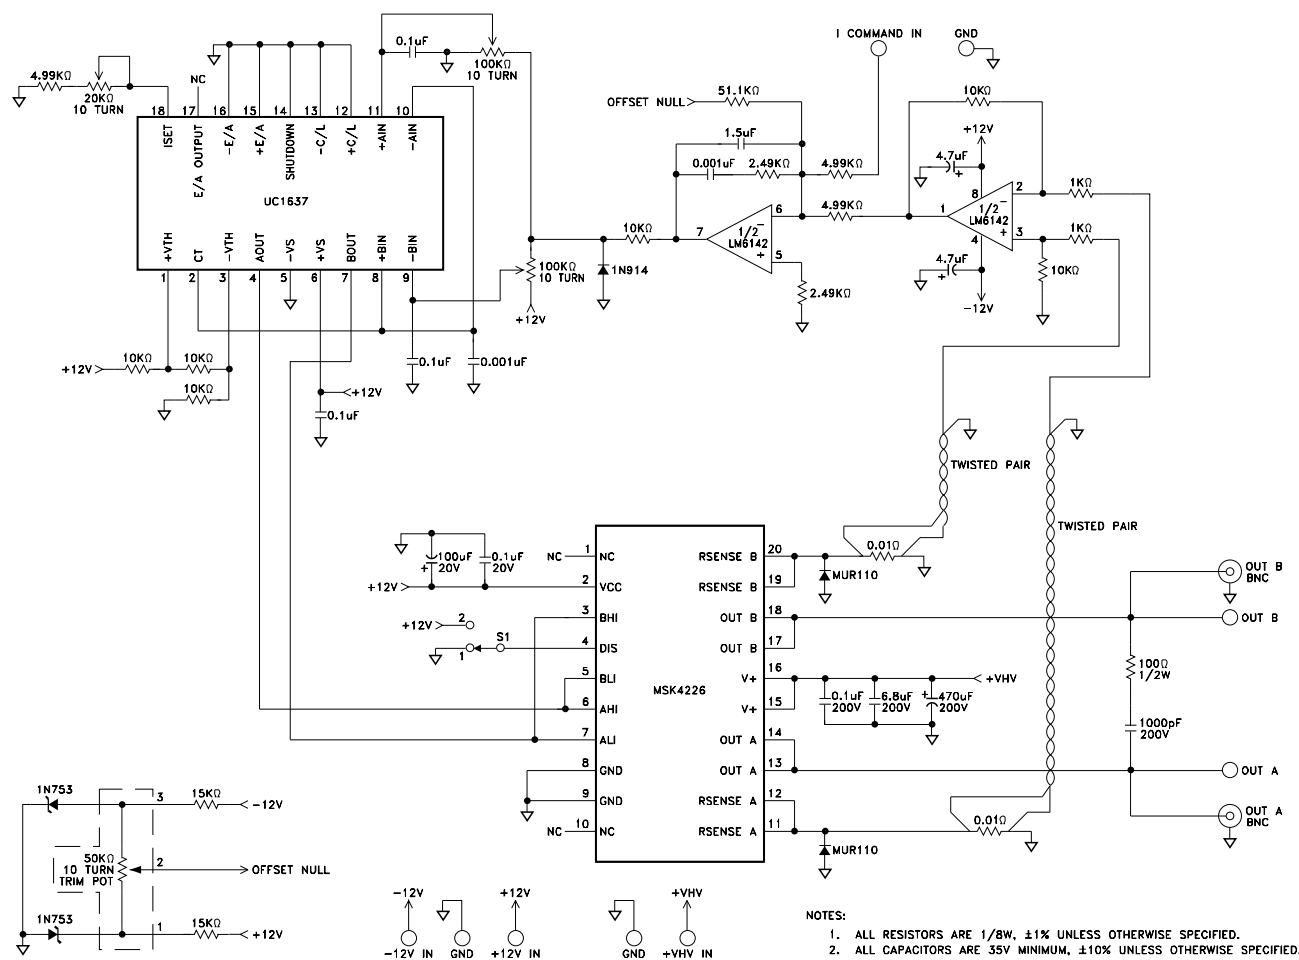 I COMMAND IN
GND
0.1uF
100KΩ
10 TURN
4.99KΩ
20KΩ
10 TURN
NC
18
17
16
15
14
13
12
11
10
ISET
E/A OUTPUT
-E/A
+E/A
SHUTDOWN
-C/L
+C/L
+AIN
-AIN
UC1637
+VTH
CT
-VTH
AOUT
-VS
+VS
BOUT
+BIN
-BIN
1
2
3
4
5
6
7
8
9
OFFSET NULL
51.1KΩ
1.5uF
0.001uF
2.49KΩ
4.99KΩ
4.99KΩ
10KΩ
+12V
4.7uF
8
2
1KΩ
1
1/2
LM6142
-
+
3
1KΩ
4
4.7uF
10KΩ
-12V
10KΩ
7
6
1/2
LM6142
-
+
5
2.49KΩ
1N914
100KΩ
10 TURN
+12V
0.1uF
0.001uF
+12V
10KΩ
10KΩ
10KΩ
+12V
0.1uF
TWISTED PAIR
TWISTED PAIR
100uF
20V
+
0.1uF
20V
+12V
+12V
2
1
S1
NC
1
NC
2
VCC
3
BHI
4
DIS
5
BLI
6
AHI
7
ALI
8
GND
9
GND
NC
10
NC
MSK4226
RSENSE B
20
RSENSE B
19
OUT B
18
OUT B
17
V+
16
V+
15
OUT A
14
OUT A
13
RSENSE A
12
RSENSE A
11
0.01Ω
MUR110
0.1uF
200V
6.8uF
200V
+
470uF
200V
+VHV
0.01Ω
MUR110
OUT B
BNC
OUT B
100Ω
1/2W
1000pF
200V
OUT A
OUT A
BNC
1N753
3
15KΩ
-12V
50KΩ
10 TURN
TRIM POT
2
OFFSET NULL
1N753
1
15KΩ
+12V
-12V
+12V
+VHV
-12V IN
GND
+12V IN
GND
+VHV IN
NOTES:
1. ALL RESISTORS ARE 1/8W, ±1% UNLESS OTHERWISE SPECIFIED.
2. ALL CAPACITORS ARE 35V MINIMUM, ±10% UNLESS OTHERWISE SPECIFIED.